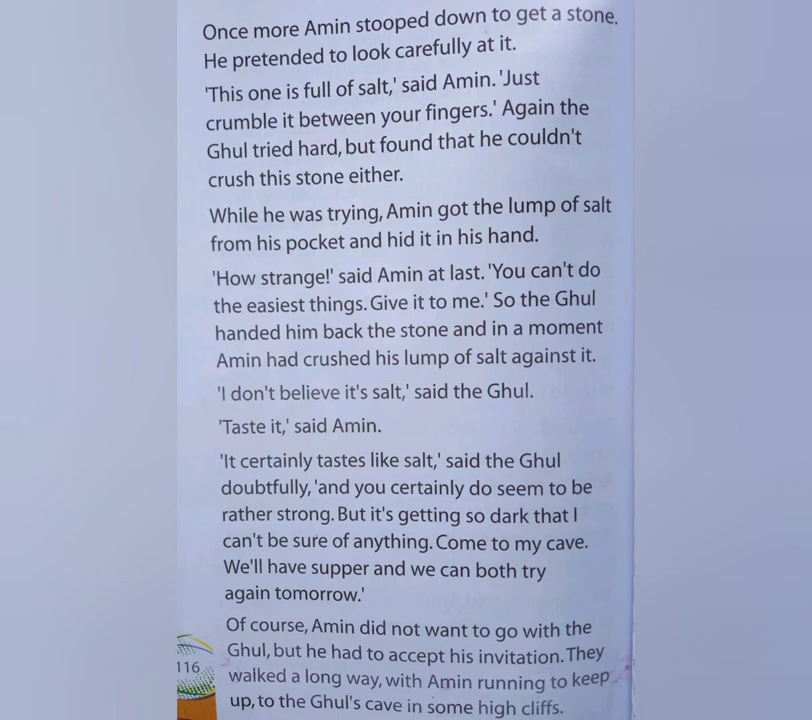 Once more Amin stooped down to get a stone.
He pretended to look carefully at it.
'This one is full of salt,' said Amin. 'Just
crumble it between your fingers.' Again the
Ghul tried hard, but found that he couldn't
crush this stone either.
While he was trying, Amin got the lump of salt
from his pocket and hid it in his hand.
'How strange!' said Amin at last. 'You can't do
the easiest things. Give it to me.' So the Ghul
handed him back the stone and in a moment
Amin had crushed his lump of salt against it.
'I don't believe it's salt,' said the Ghul.
'Taste it,' said Amin.
'It certainly tastes like salt,' said the Ghul
doubtfully, 'and you certainly do seem to be
rather strong. But it's getting so dark that I
can't be sure of anything. Come to my cave.
We'll have supper and we can both try
again tomorrow.'
Of course, Amin did not want to go with the
Ghul, but he had to accept his invitation. They
116
walked a long way, with Amin running to keep
up, to the Ghul's cave in some high cliffs.